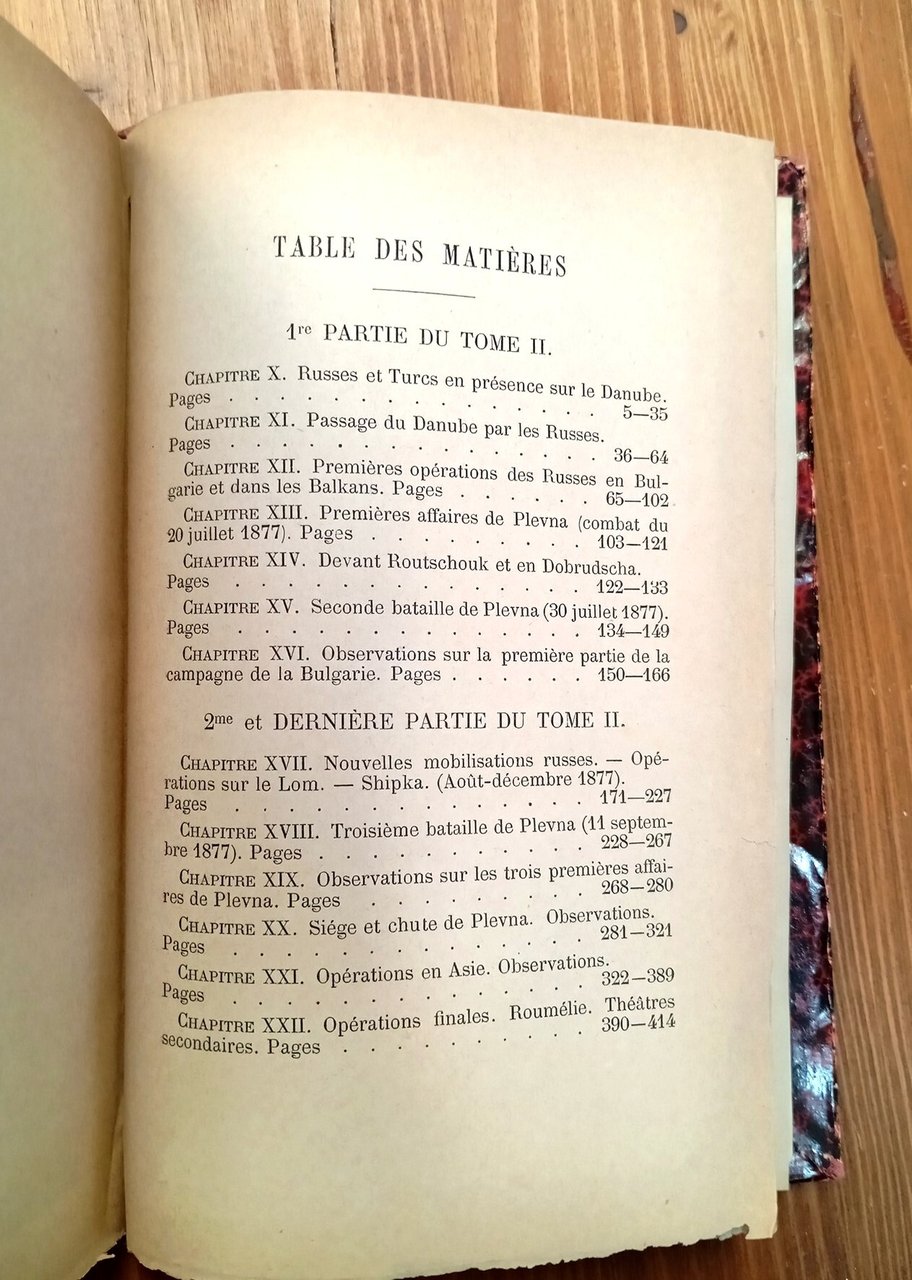 TABLE DES MATIÈRES
1re PARTIE DU TOME II.
CHAPITRE X. Russes et Turcs en présence sur le Danube.
Pages . . . . . . . . . . . . . . 5—35
CHAPITRE XI. Passage du Danube par les Russes.
Pages . . . . . . . . . . . . . . 36—64
CHAPITRE XII. Premières opérations des Russes en Bul-
garie et dans les Balkans. Pages . . . . . . 65—102
CHAPITRE XIII. Premières affaires de Plevna (combat du
20 juillet 1877). Pages . . . . . . . . . 103—121
CHAPITRE XIV. Devant Routschouk et en Dobrudscha.
Pages . . . . . . . . . . . . . 122—133
CHAPITRE XV. Seconde bataille de Plevna (30 juillet 1877).
Pages . . . . . . . . . . . . . 134—149
CHAPITRE XVI. Observations sur la première partie de la
campagne de la Bulgarie. Pages . . . . . . 150—166
2me et DERNIÈRE PARTIE DU TOME II.
CHAPITRE XVII. Nouvelles mobilisations russes. — Opé-
rations sur le Lom. — Shipka. (Août-décembre 1877).
Pages . . . . . . . . . . . . . 171—227
CHAPITRE XVIII. Troisième bataille de Plevna (11 septem-
bre 1877). Pages . . . . . . . . . . 228—267
CHAPITRE XIX. Observations sur les trois premières affai-
res de Plevna. Pages . . . . . . . . 268—280
CHAPITRE XX. Siége et chute de Plevna. Observations.
Pages . . . . . . . . . . . . . 281—321
CHAPITRE XXI. Opérations en Asie. Observations.
Pages . . . . . . . . . . . . . 322—389
CHAPITRE XXII. Opérations finales. Roumélie. Théâtres
secondaires. Pages . . . . . . . . . 390—414